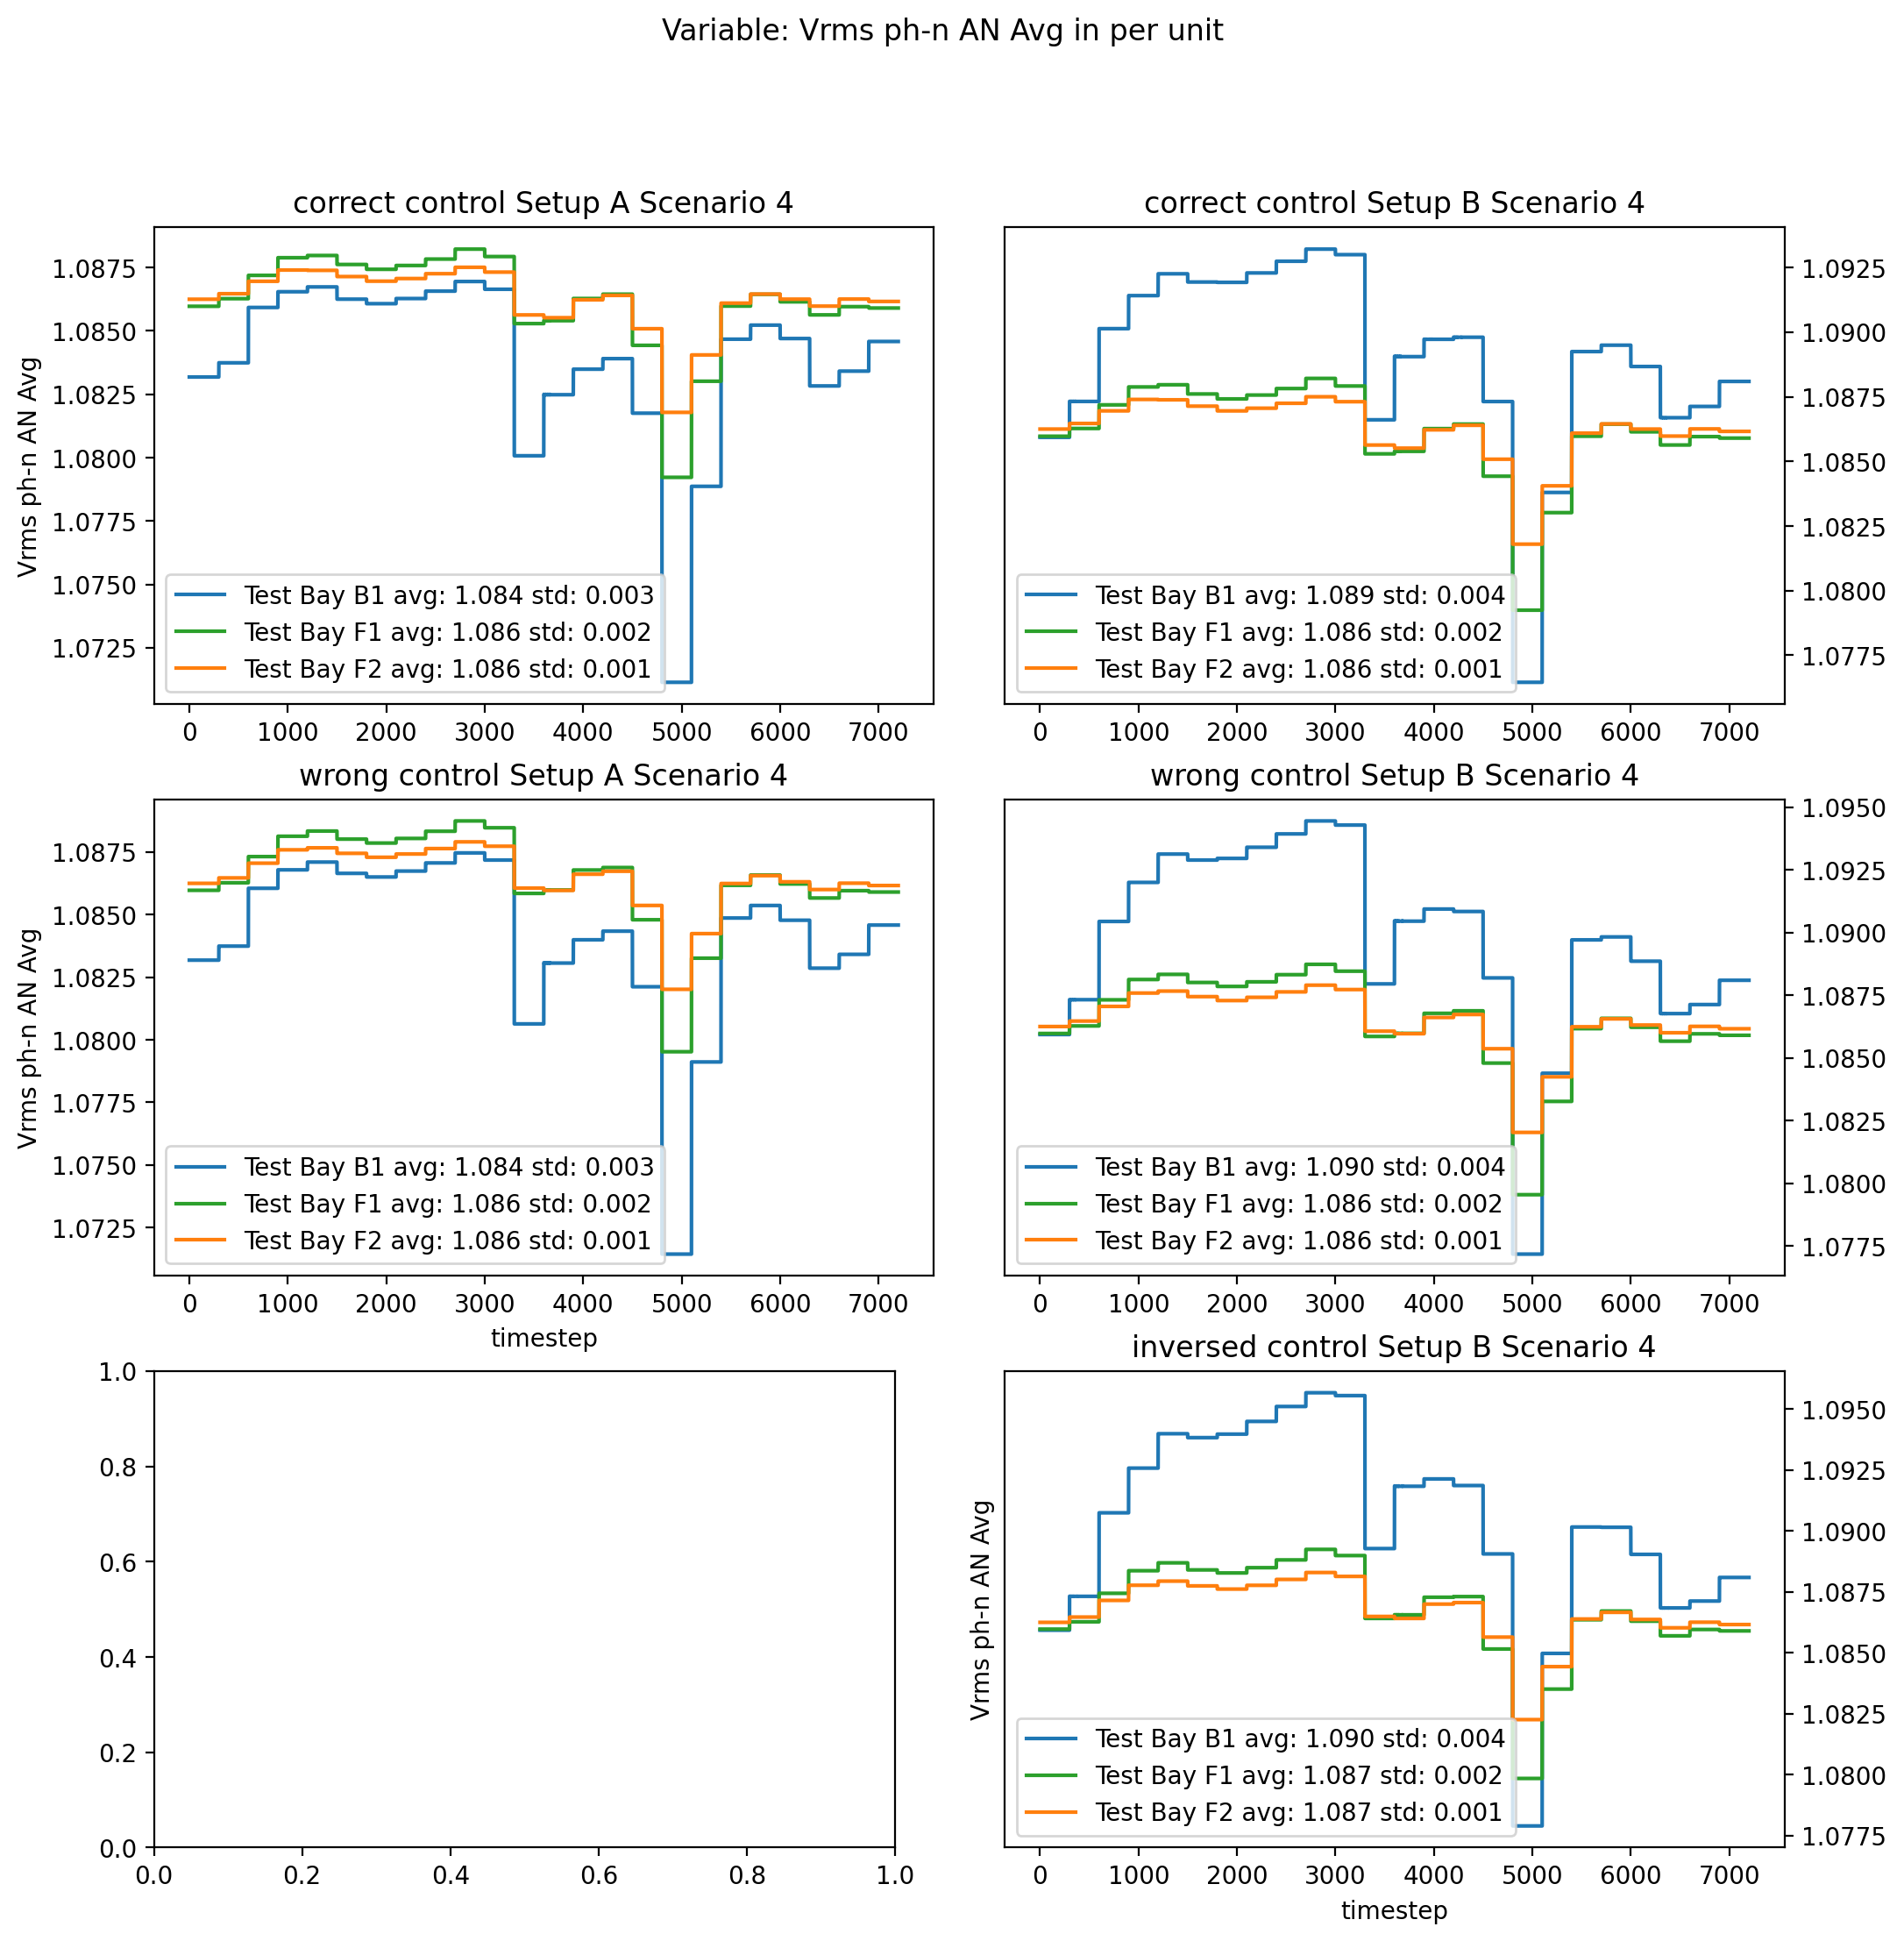 Variable: Vrms ph-n AN Avg in per unit
correct control Setup A Scenario 4
Vrms ph-n AN Avg
1.0875
1.0850
1.0825
1.0800
1.0775
1.0750
1.0725
Test Bay B1 avg: 1.084 std: 0.003
Test Bay F1 avg: 1.086 std: 0.002
Test Bay F2 avg: 1.086 std: 0.001
0 1000 2000 3000 4000 5000 6000 7000
correct control Setup B Scenario 4
1.0925
1.0900
1.0875
1.0850
1.0825
1.0800
1.0775
Test Bay B1 avg: 1.089 std: 0.004
Test Bay F1 avg: 1.086 std: 0.002
Test Bay F2 avg: 1.086 std: 0.001
0 1000 2000 3000 4000 5000 6000 7000
wrong control Setup A Scenario 4
Vrms ph-n AN Avg
1.0875
1.0850
1.0825
1.0800
1.0775
1.0750
1.0725
Test Bay B1 avg: 1.084 std: 0.003
Test Bay F1 avg: 1.086 std: 0.002
Test Bay F2 avg: 1.086 std: 0.001
0 1000 2000 3000 4000 5000 6000 7000
timestep
wrong control Setup B Scenario 4
1.0950
1.0925
1.0900
1.0875
1.0850
1.0825
1.0800
1.0775
Test Bay B1 avg: 1.090 std: 0.004
Test Bay F1 avg: 1.086 std: 0.002
Test Bay F2 avg: 1.086 std: 0.001
0 1000 2000 3000 4000 5000 6000 7000
1.0
0.8
0.6
0.4
0.2
0.0
0.0 0.2 0.4 0.6 0.8 1.0
inversed control Setup B Scenario 4
Vrms ph-n AN Avg
1.0950
1.0925
1.0900
1.0875
1.0850
1.0825
1.0800
1.0775
Test Bay B1 avg: 1.090 std: 0.004
Test Bay F1 avg: 1.087 std: 0.002
Test Bay F2 avg: 1.087 std: 0.001
0 1000 2000 3000 4000 5000 6000 7000
timestep